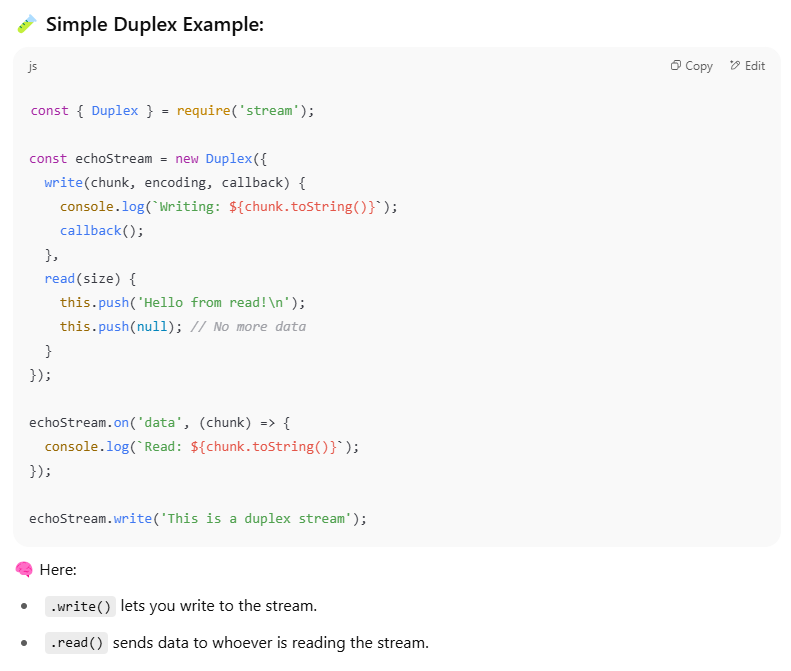 Simple Duplex Example:
js
Copy
Edit
const { Duplex } = require('stream');
const echoStream = new Duplex({
  write(chunk, encoding, callback) {
    console.log(`Writing: ${chunk.toString()}`);
    callback();
  },
  read(size) {
    this.push('Hello from read!\n');
    this.push(null); // No more data
  }
});
echoStream.on('data', (chunk) => {
  console.log(`Read: ${chunk.toString()}`);
});
echoStream.write('This is a duplex stream');
Here:
.write() lets you write to the stream.
.read() sends data to whoever is reading the stream.